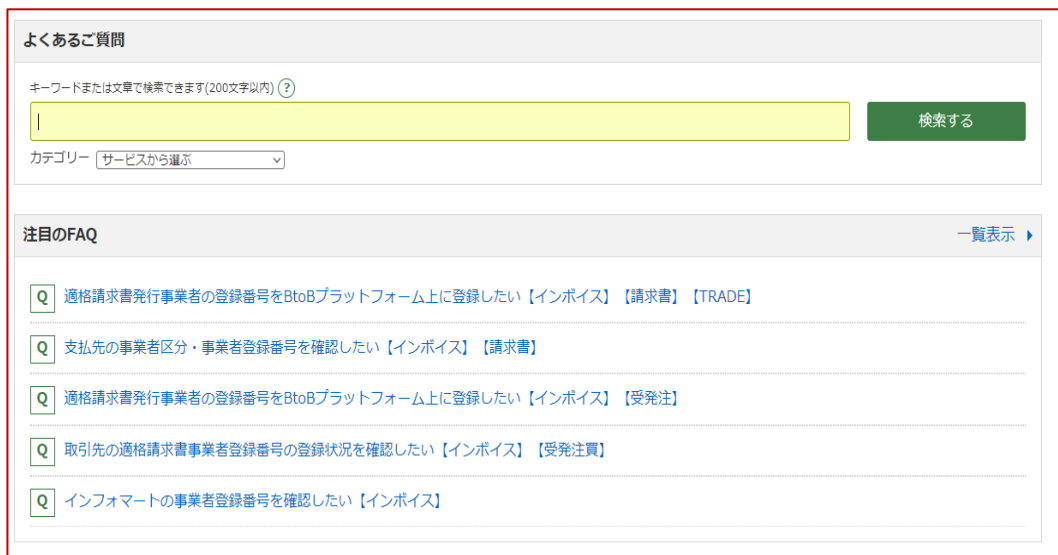 よくあるご質問
キーワードまたは文章で検索できます(200文字以内) ?
検索する
カテゴリー サービスから選ぶ
注目のFAQ 一覧表示
Q 適格請求書発行事業者の登録番号をBtoBプラットフォーム上に登録したい【インボイス】【請求書】【TRADE】
Q 支払先の事業者区分・事業者登録番号を確認したい【インボイス】【請求書】
Q 適格請求書発行事業者の登録番号をBtoBプラットフォーム上に登録したい【インボイス】【受発注】
Q 取引先の適格請求書事業者登録番号の登録状況を確認したい【インボイス】【受発注買】
Q インフォマートの事業者登録番号を確認したい【インボイス】